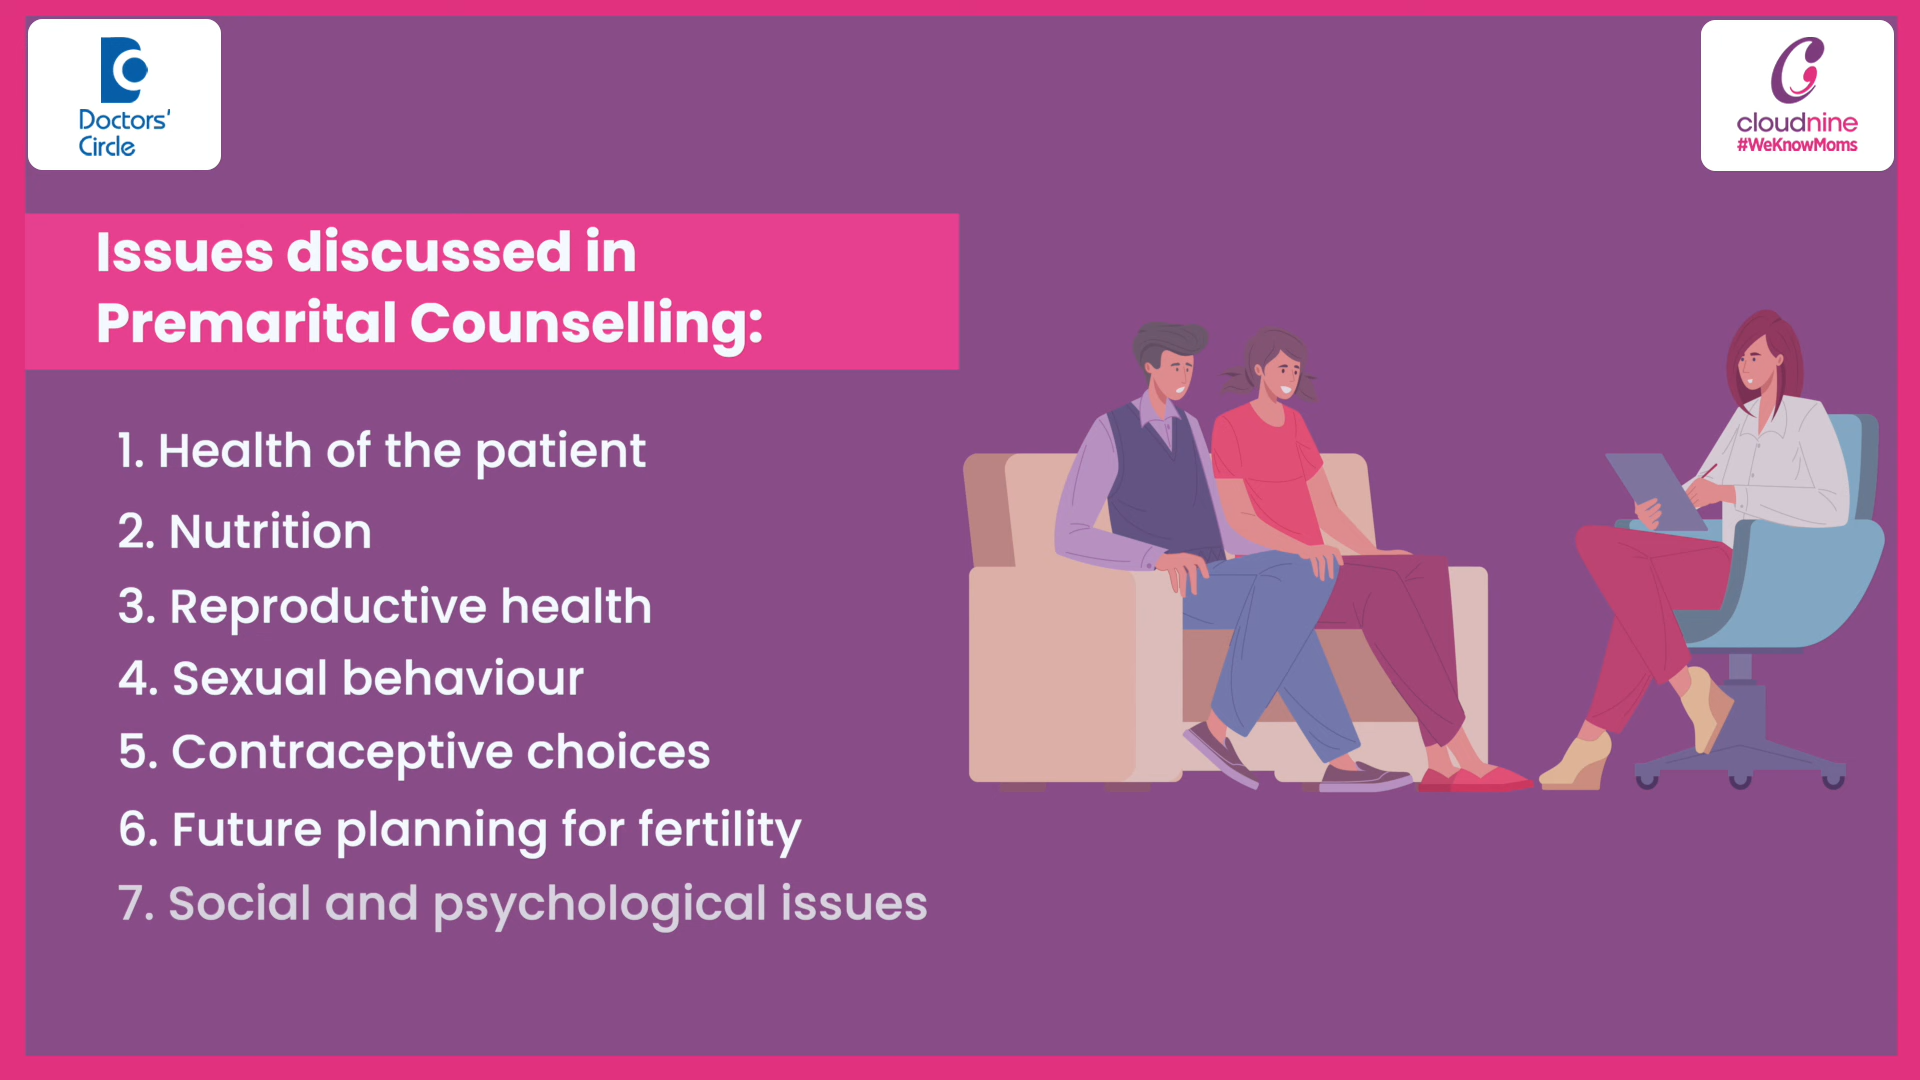 Doctors'
Circle
cloudnine
#WeKnowMoms
Issues discussed in
Premarital Counselling:
1. Health of the patient
2. Nutrition
3. Reproductive health
4. Sexual behaviour
5. Contraceptive choices
6. Future planning for fertility
7. Social and psychological issues